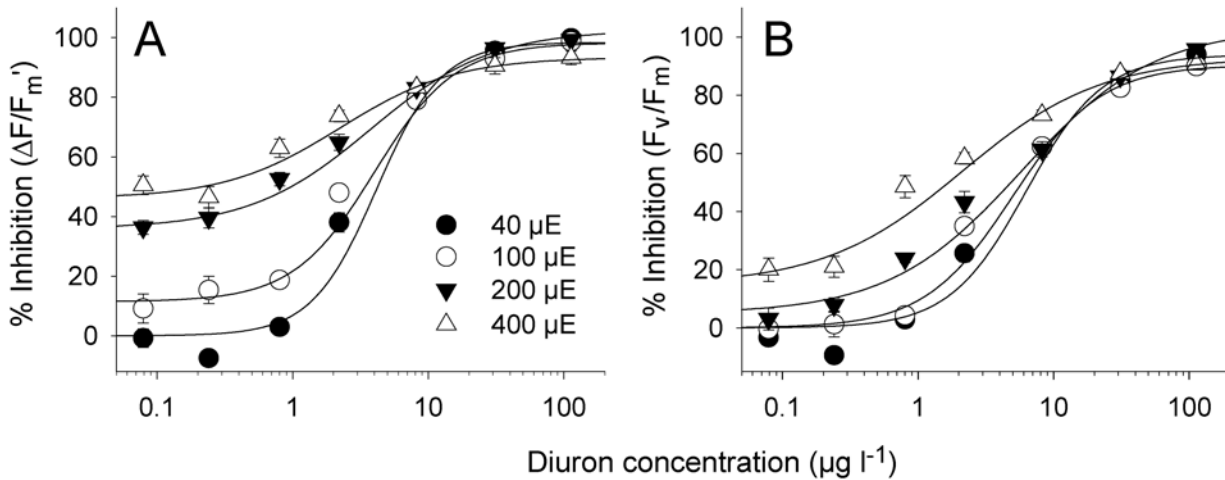 A
B
% Inhibition (ΔF/Fm')
100
80
60
40
20
0
40 µE
100 µE
200 µE
400 µE
0.1
1
10
100
% Inhibition (Fv/Fm)
100
80
60
40
20
0
0.1
1
10
100
Diuron concentration (µg l⁻¹)